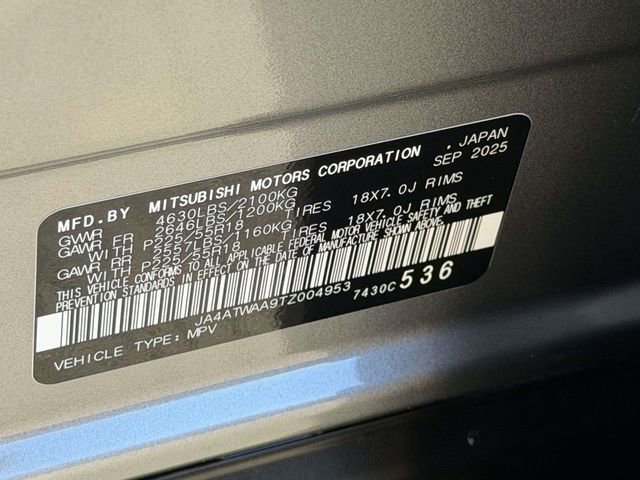 MFD.BY MITSUBISHI MOTORS CORPORATION , JAPAN
SEP 2025
GVWR 4630LBS/2100KG
GAWR FR 2646LBS/1200KG
WITH P225/55R18 TIRES 18X7.0J RIMS
GAWR RR 2557LBS/1160KG
WITH P225/55R18 TIRES 18X7.0J RIMS
THIS VEHICLE CONFORMS TO ALL APPLICABLE FEDERAL MOTOR VEHICLE SAFETY AND THEFT
PREVENTION STANDARDS IN EFFECT ON THE DATE OF MANUFACTURE SHOWN ABOVE.
JA4ATWAA9TZ004953 7430C 536
VEHICLE TYPE:MPV